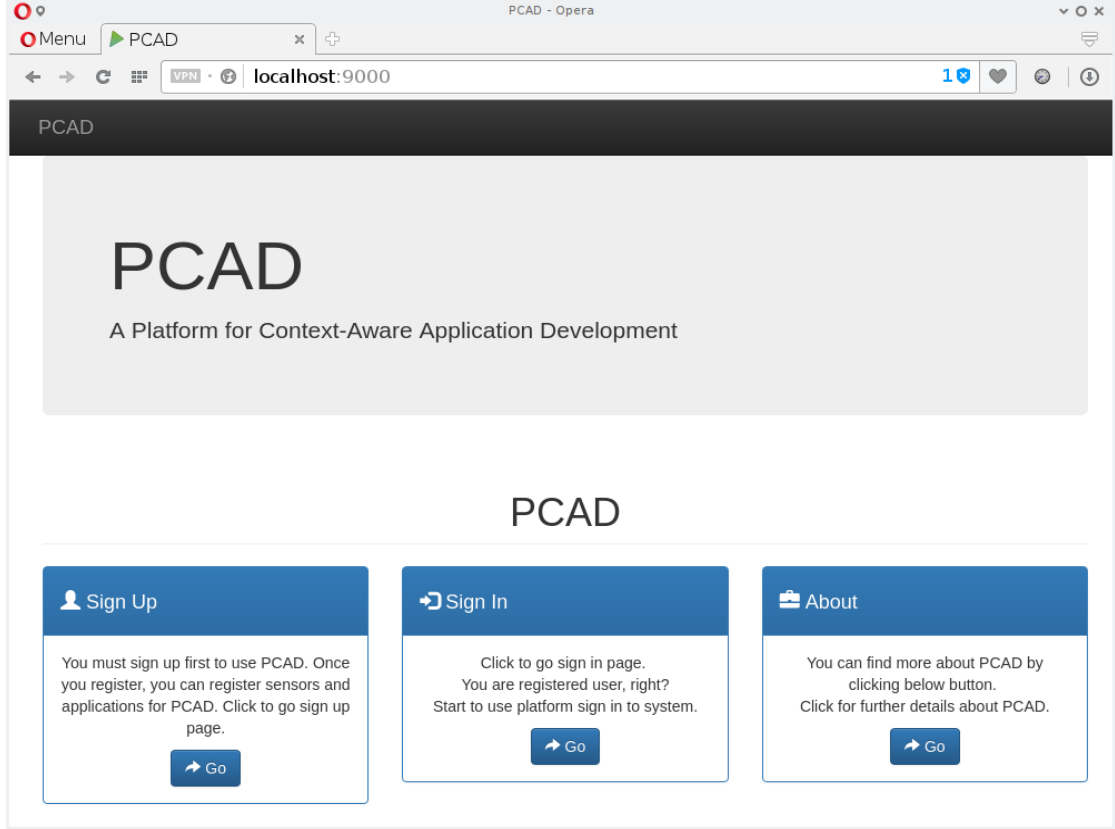 PCAD - Opera
Menu
PCAD
VPN
localhost:9000
1
PCAD
PCAD
A Platform for Context-Aware Application Development
PCAD
Sign Up
You must sign up first to use PCAD. Once
you register, you can register sensors and
applications for PCAD. Click to go sign up
page.
Go
Sign In
Click to go sign in page.
You are registered user, right?
Start to use platform sign in to system.
Go
About
You can find more about PCAD by
clicking below button.
Click for further details about PCAD.
Go